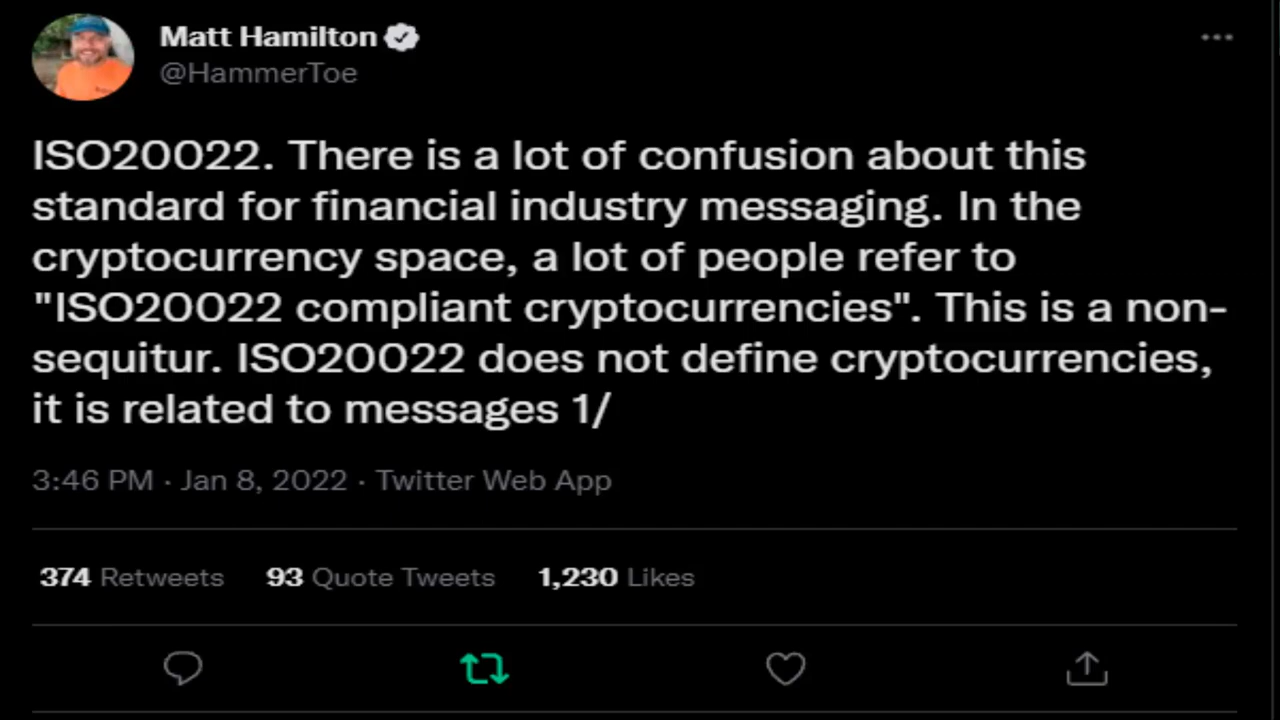 Matt Hamilton
@HammerToe
ISO20022. There is a lot of confusion about this
standard for financial industry messaging. In the
cryptocurrency space, a lot of people refer to
"ISO20022 compliant cryptocurrencies". This is a non-
sequitur. ISO20022 does not define cryptocurrencies,
it is related to messages 1/
3:46 PM · Jan 8, 2022 · Twitter Web App
374 Retweets 93 Quote Tweets 1,230 Likes